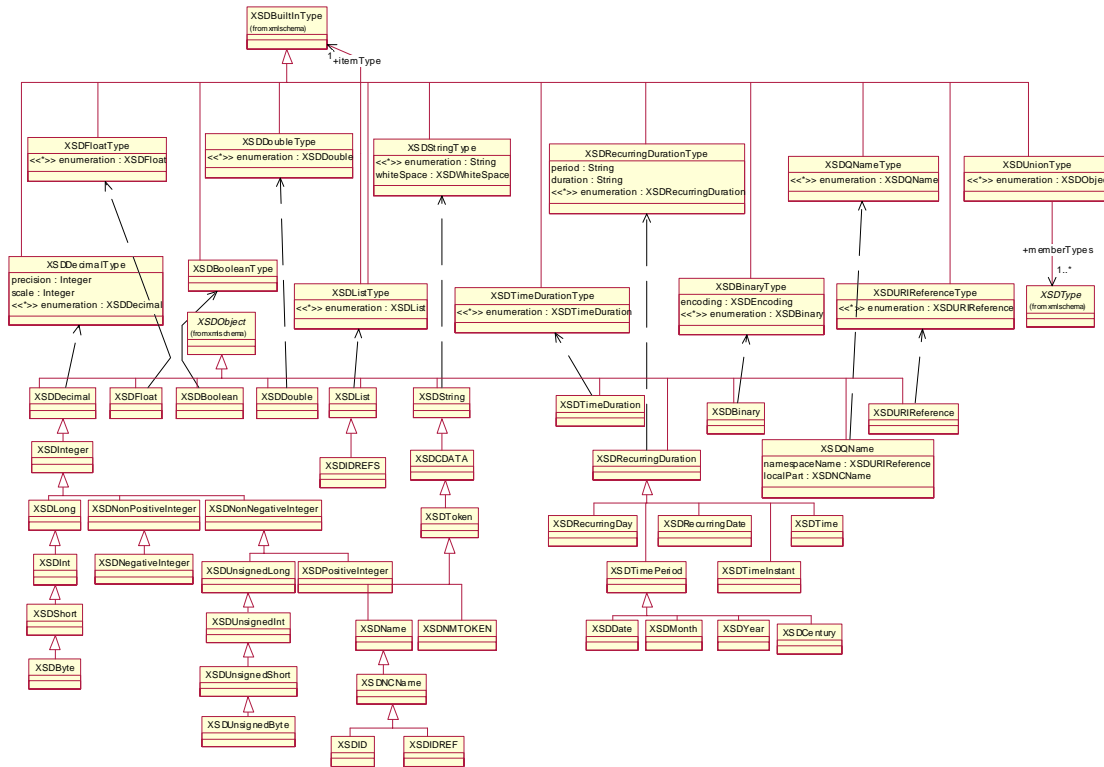 XSDBuiltInType
(from xmlschema)
1
+itemType
XSDFloatType
<<*>> enumeration : XSDFloat
XSDDoubleType
<<*>> enumeration : XSDDouble
XSDStringType
<<*>> enumeration : String
whiteSpace : XSDWhiteSpace
XSDRecurringDurationType
period : String
duration : String
<<*>> enumeration : XSDRecurringDuration
XSDQNameType
<<*>> enumeration : XSDQName
XSDUnionType
<<*>> enumeration : XSDObject
+memberTypes
1..*
XSDDecimalType
precision : Integer
scale : Integer
<<*>> enumeration : XSDDecimal
XSDBooleanType
XSDListType
<<*>> enumeration : XSDList
XSDTimeDurationType
<<*>> enumeration : XSDTimeDuration
XSDBinaryType
encoding : XSDEncoding
<<*>> enumeration : XSDBinary
XSDURIReferenceType
<<*>> enumeration : XSDURIReference
XSDType
(from xmlschema)
XSDObject
(from xmlschema)
XSDDecimal
XSDFloat
XSDBoolean
XSDDouble
XSDList
XSDString
XSDTimeDuration
XSDBinary
XSDURIReference
XSDInteger
XSDIDREFS
XSDCDATA
XSDRecurringDuration
XSDQName
namespaceName : XSDURIReference
localPart : XSDNCName
XSDLong
XSDNonPositiveInteger
XSDNonNegativeInteger
XSDToken
XSDRecurringDay
XSDRecurringDate
XSDTime
XSDInt
XSDNegativeInteger
XSDUnsignedLong
XSDPositiveInteger
XSDTimePeriod
XSDTimeInstant
XSDShort
XSDUnsignedInt
XSDName
XSDNMTOKEN
XSDDate
XSDMonth
XSDYear
XSDCentury
XSDByte
XSDUnsignedShort
XSDNCName
XSDUnsignedByte
XSDID
XSDIDREF